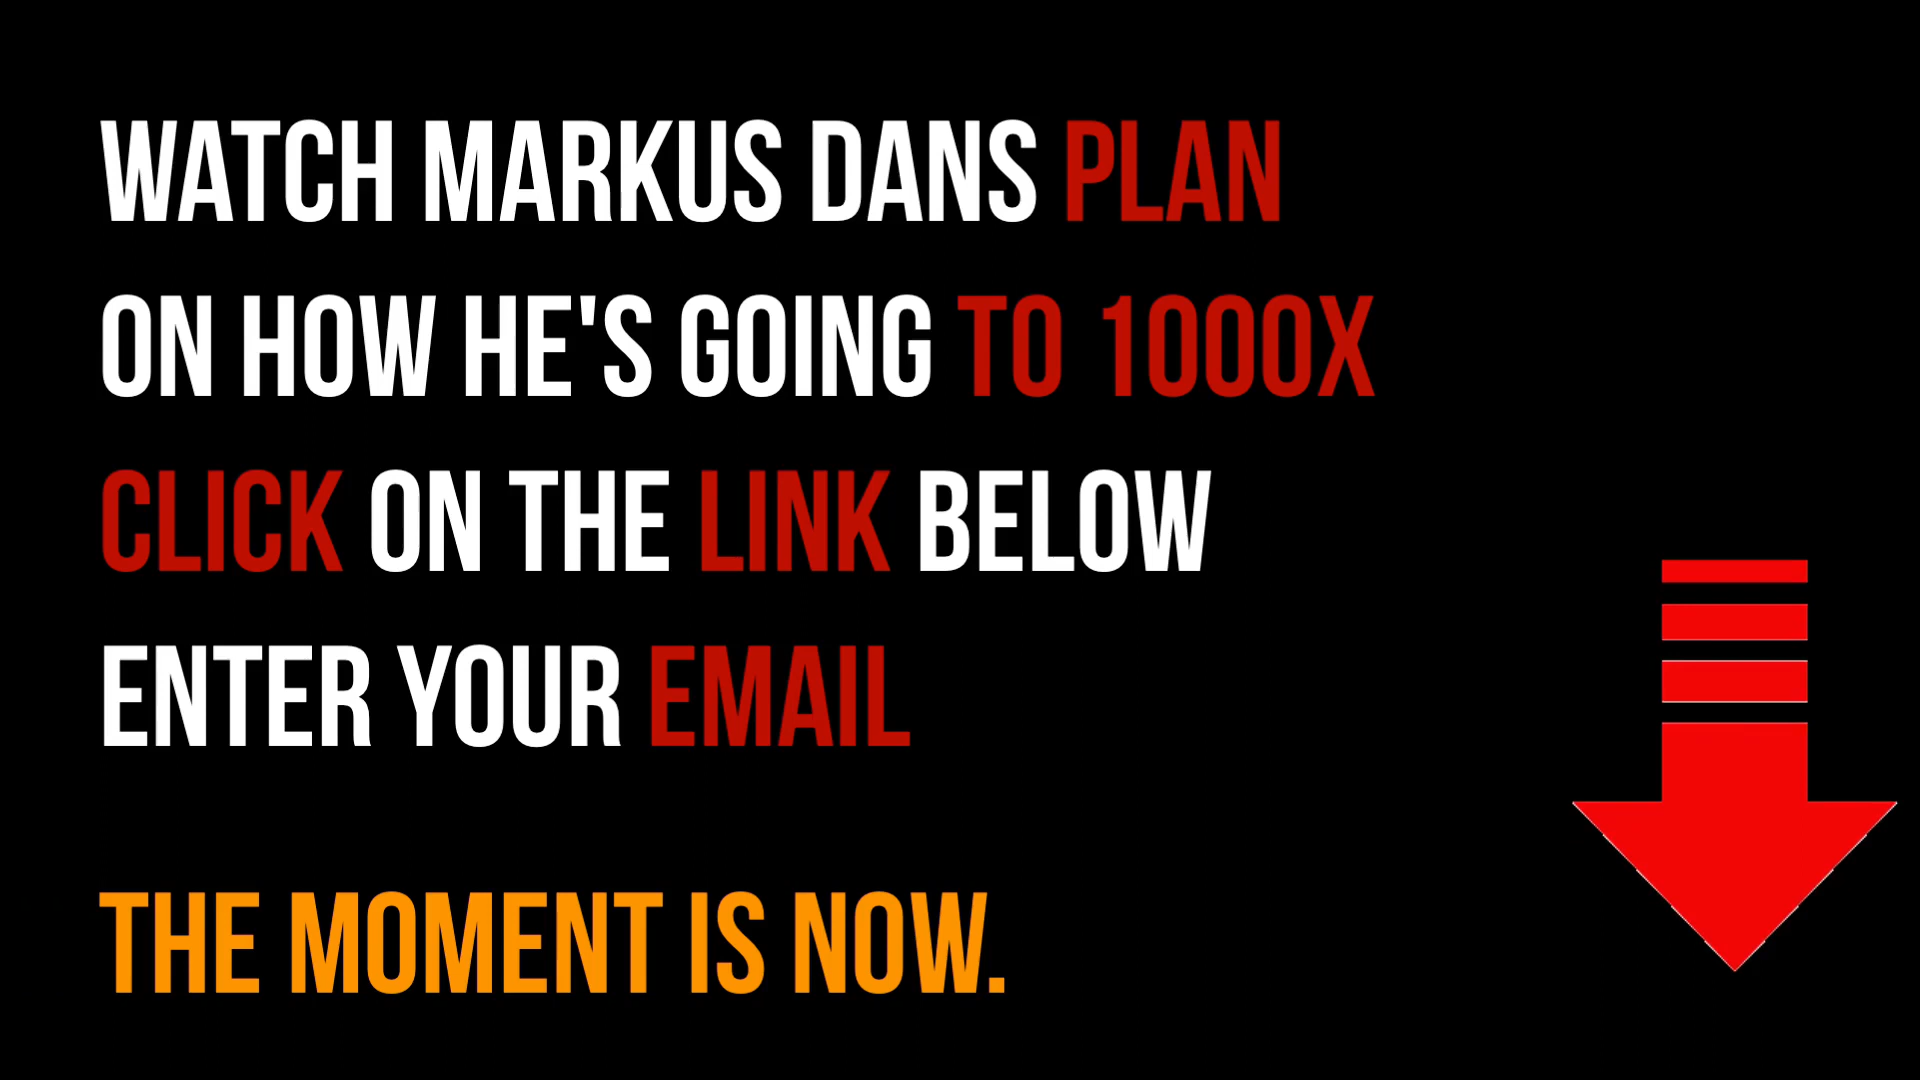 WATCH MARKUS DANS PLAN
ON HOW HE'S GOING TO 1000X
CLICK ON THE LINK BELOW
ENTER YOUR EMAIL
THE MOMENT IS NOW.